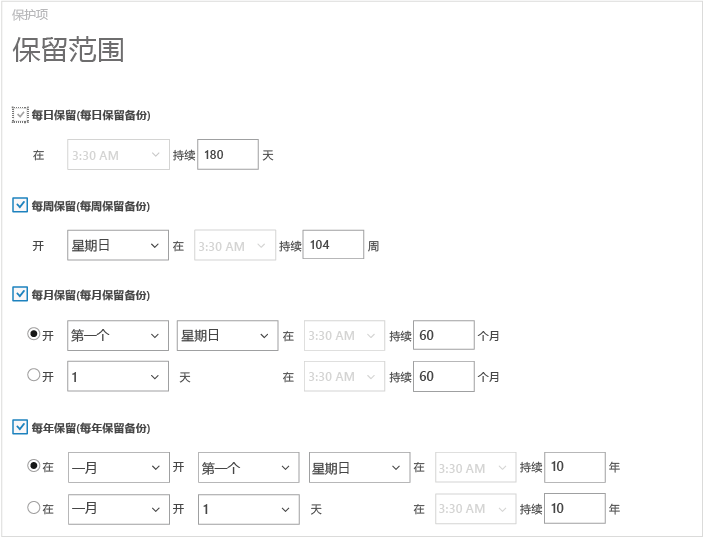 保护项
保留范围
每日保留(每日保留备份)
在 3:30 AM 持续 180 天
每周保留(每周保留备份)
开 星期日 在 3:30 AM 持续 104 周
每月保留(每月保留备份)
开 第一个 星期日 在 3:30 AM 持续 60 个月
开 1 天 在 3:30 AM 持续 60 个月
每年保留(每年保留备份)
在 一月 开 第一个 星期日 在 3:30 AM 持续 10 年
在 一月 开 1 天 在 3:30 AM 持续 10 年